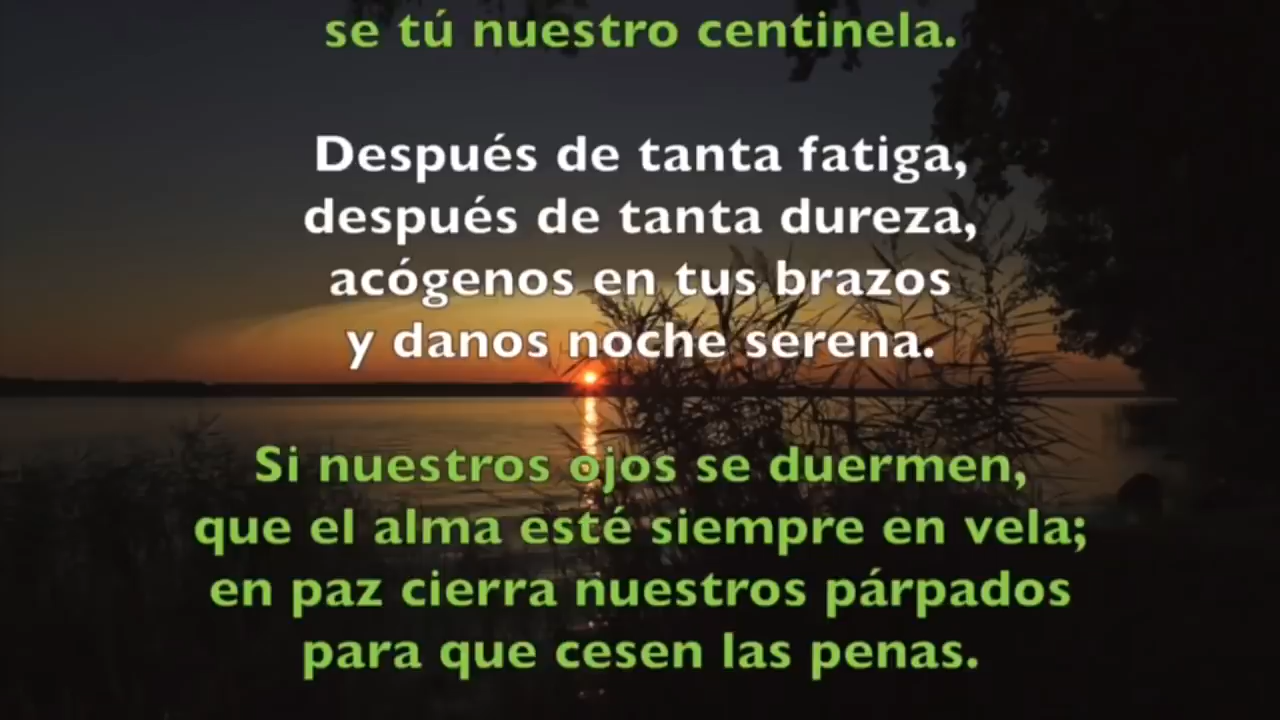 se tú nuestro centinela.
Después de tanta fatiga,
después de tanta dureza,
acógenos en tus brazos
y danos noche serena.
Si nuestros ojos se duermen,
que el alma esté siempre en vela;
en paz cierra nuestros párpados
para que cesen las penas.